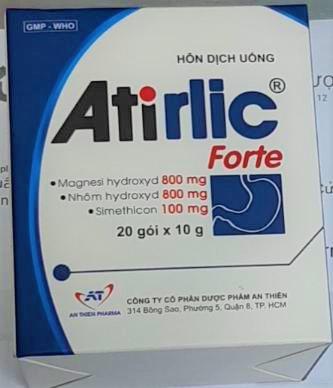 GMP - WHO
HỖN DỊCH UỐNG
Atirlic®
Forte
• Magnesi hydroxyd 800 mg
• Nhôm hydroxyd 800 mg
• Simethicon 100 mg
20 gói x 10 g
AT
AN THIEN PHARMA
CÔNG TY CỔ PHẦN DƯỢC PHẨM AN THIÊN
314 Bông Sao, Phường 5, Quận 8, TP. HCM
12